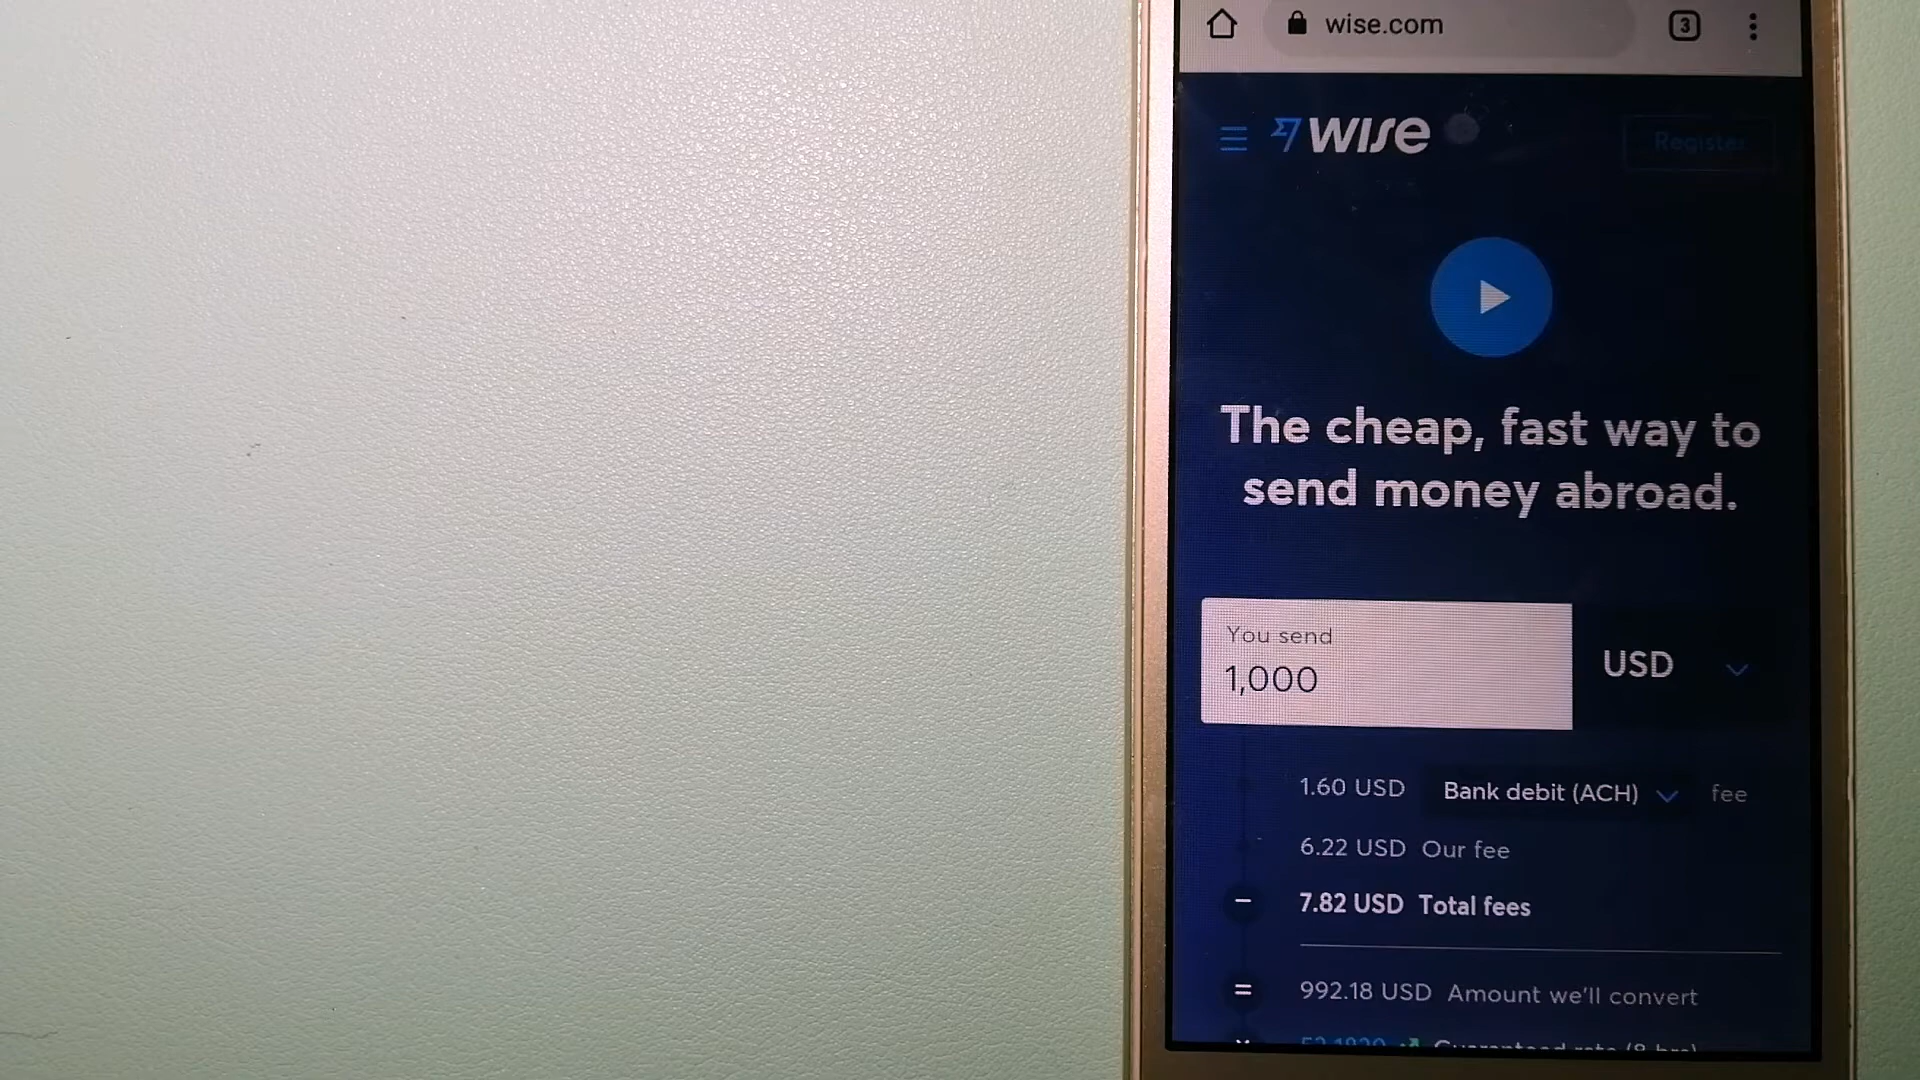 wise.com
3
WISE
Register
The cheap, fast way to
send money abroad.
You send
1,000
USD
1.60 USD Bank debit (ACH) fee
6.22 USD Our fee
7.82 USD Total fees
992.18 USD Amount we'll convert